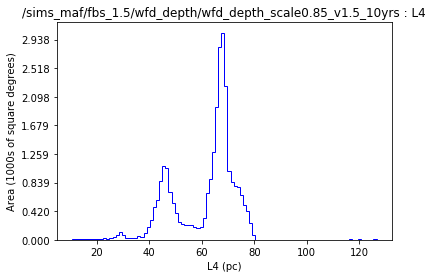 /sims_maf/fbs_1.5/wfd_depth/wfd_depth_scale0.85_v1.5_10yrs : L4
2.938
2.518
2.098
1.679
1.259
0.839
0.420
0.000
Area (1000s of square degrees)
20 40 60 80 100 120
L4 (pc)